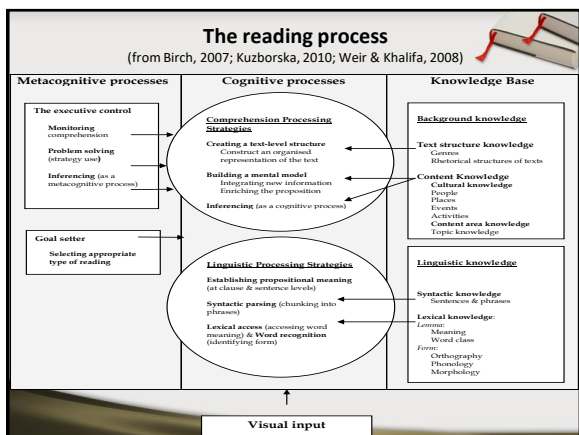 The reading process
(from Birch, 2007; Kuzborska, 2010; Weir & Khalifa, 2008)
Metacognitive processes
The executive control
Monitoring
comprehension
Problem solving
(strategy use)
Inferencing (as a
metacognitive process)
Goal setter
Selecting appropriate
type of reading
Cognitive processes
Comprehension Processing
Strategies
Creating a text-level structure
Construct an organised
representation of the text
Building a mental model
Integrating new information
Enriching the proposition
Inferencing (as a cognitive process)
Linguistic Processing Strategies
Establishing propositional meaning
(at clause & sentence levels)
Syntactic parsing (chunking into
phrases)
Lexical access (accessing word
meaning) & Word recognition
(identifying form)
Knowledge Base
Background knowledge
Text structure knowledge
Genres
Rhetorical structures of texts
Content Knowledge
Cultural knowledge
People
Places
Events
Activities
Content area knowledge
Topic knowledge
Linguistic knowledge
Syntactic knowledge
Sentences & phrases
Lexical knowledge:
Lemma:
Meaning
Word class
Form:
Orthography
Phonology
Morphology
Visual input